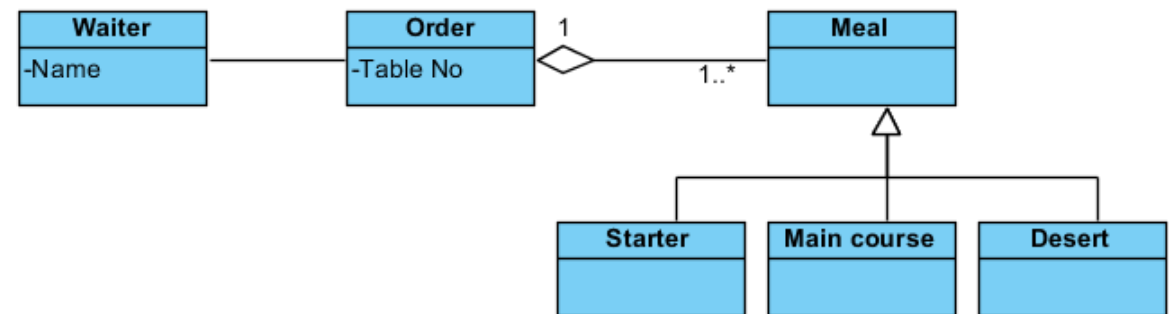 Waiter
-Name
Order
-Table No
1
1..*
Meal
Starter
Main course
Desert